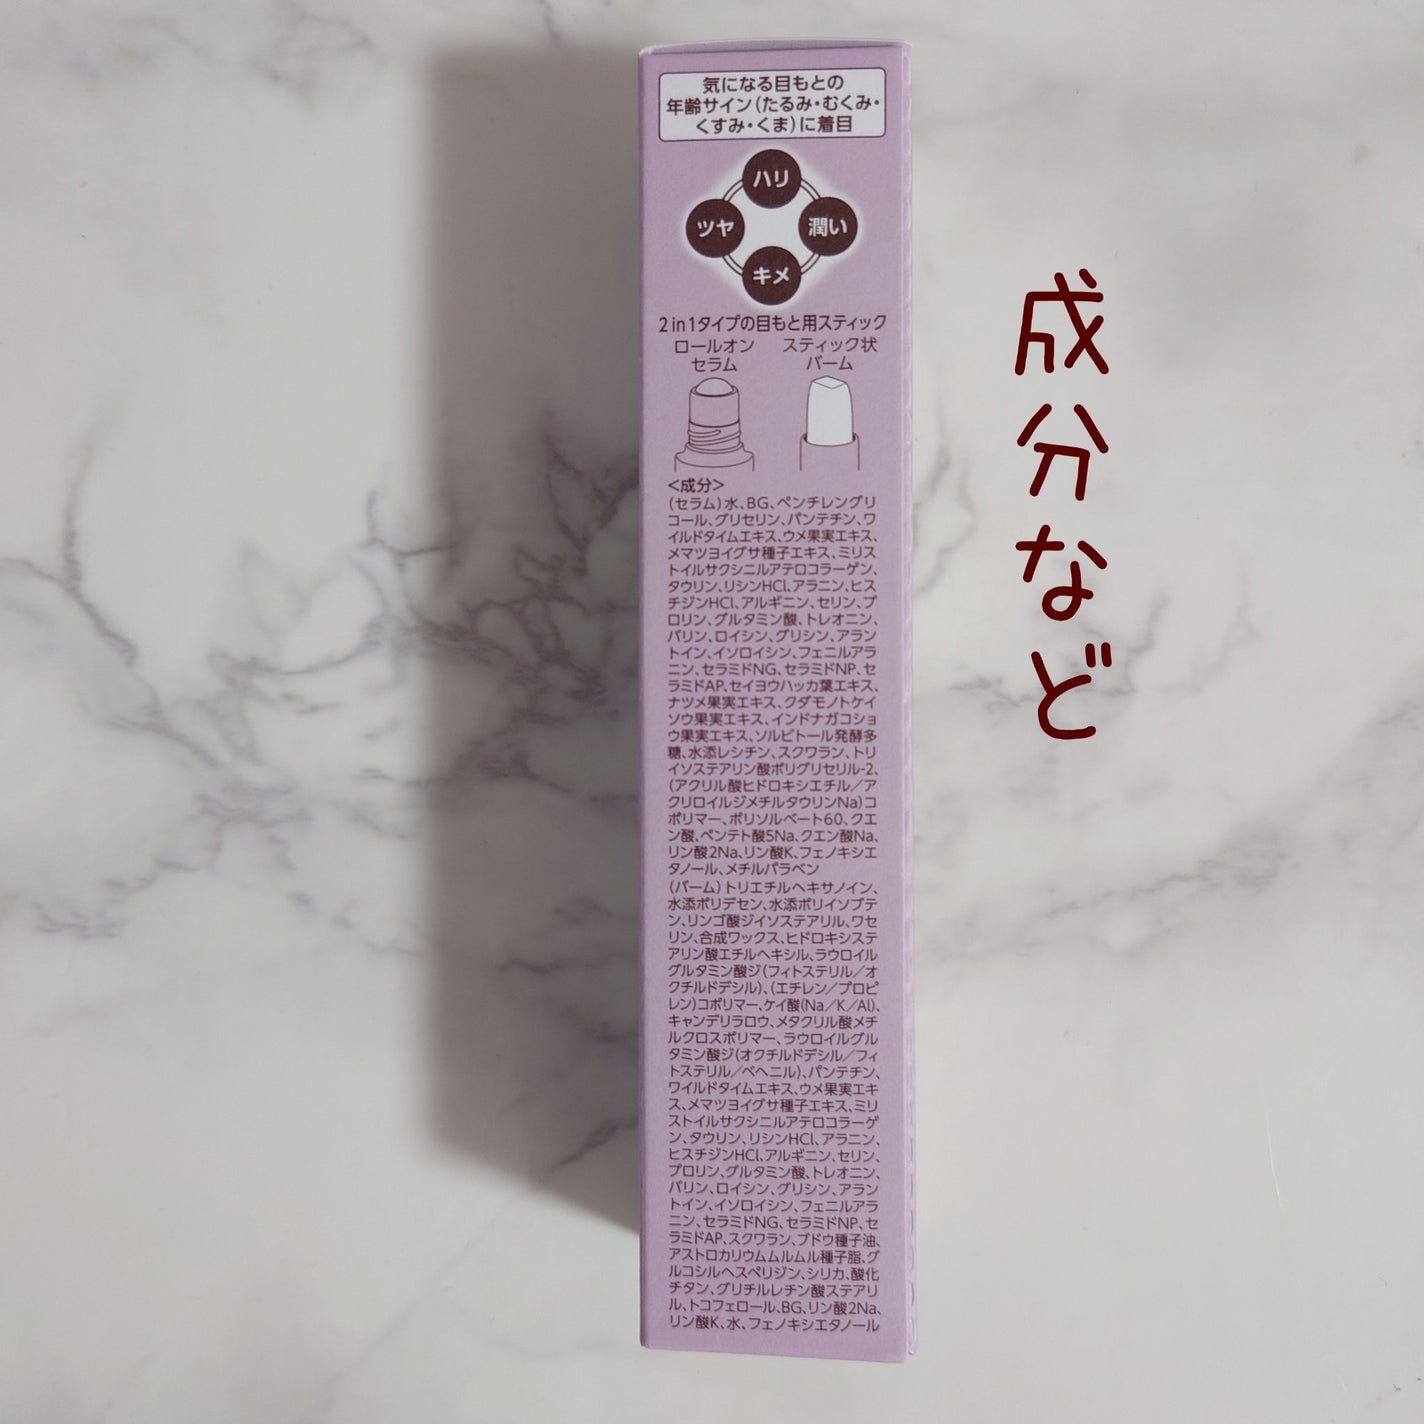 気になる目もとの
年齢サイン(たるみ・むくみ・
くすみ・くま)に着目
ハリ
ツヤ
潤い
キメ
2in1タイプの目もと用スティック
ロールオン
セラム
スティック状
バーム
<成分>
(セラム)水、BG、ペンチレングリ
コール、グリセリン、パンテチン、ワ
イルドタイムエキス、ウメ果実エキス、
メマツヨイグサ種子エキス、ミリス
トイルサクシニルアテロコラーゲン、
タウリン、リシンHCl、アラニン、ヒス
チジンHCl、アルギニン、セリン、プ
ロリン、グルタミン酸、トレオニン、
バリン、ロイシン、グリシン、アラン
トイン、イソロイシン、フェニルアラ
ニン、セラミドNG、セラミドNP、セ
ラミドAP、セイヨウハッカ葉エキス、
ナツメ果実エキス、クダモノトケイ
ソウ果実エキス、インドナガコショ
ウ果実エキス、ソルビトール発酵多
糖、水添レシチン、スクワラン、トリ
イソステアリン酸ポリグリセリル-2、
(アクリル酸ヒドロキシエチル/ア
クリロイルジメチルタウリンNa)コ
ポリマー、ポリソルベート60、クエ
ン酸、ペンテト酸5Na、クエン酸Na、
リン酸2Na、リン酸K、フェノキシエ
タノール、メチルパラベン
(バーム)トリエチルヘキサノイン、
水添ポリデセン、水添ポリイソブテ
ン、リンゴ酸ジイソステアリル、ワセ
リン、合成ワックス、ヒドロキシステ
アリン酸エチルヘキシル、ラウロイル
グルタミン酸ジ(フィトステリル/オ
クチルドデシル)、(エチレン/プロピ
レン)コポリマー、ケイ酸(Na/K/Al)、
キャンデリラロウ、メタクリル酸メチ
ルクロスポリマー、ラウロイルグル
タミン酸ジ(オクチルドデシル/フィ
トステリル/ベヘニル)、パンテチン、
ワイルドタイムエキス、ウメ果実エキ
ス、メマツヨイグサ種子エキス、ミリ
ストイルサクシニルアテロコラーゲ
ン、タウリン、リシンHCl、アラニン、
ヒスチジンHCl、アルギニン、セリン、
プロリン、グルタミン酸、トレオニン、
バリン、ロイシン、グリシン、アラン
トイン、イソロイシン、フェニルアラ
ニン、セラミドNG、セラミドNP、セ
ラミドAP、スクワラン、ブドウ種子油、
アストロカリウムムルムル種子脂、グ
ルコシルヘスペリジン、シリカ、酸化
チタン、グリチルレチン酸ステアリ
ル、トコフェロール、BG、リン酸2Na、
リン酸K、水、フェノキシエタノール
成分など